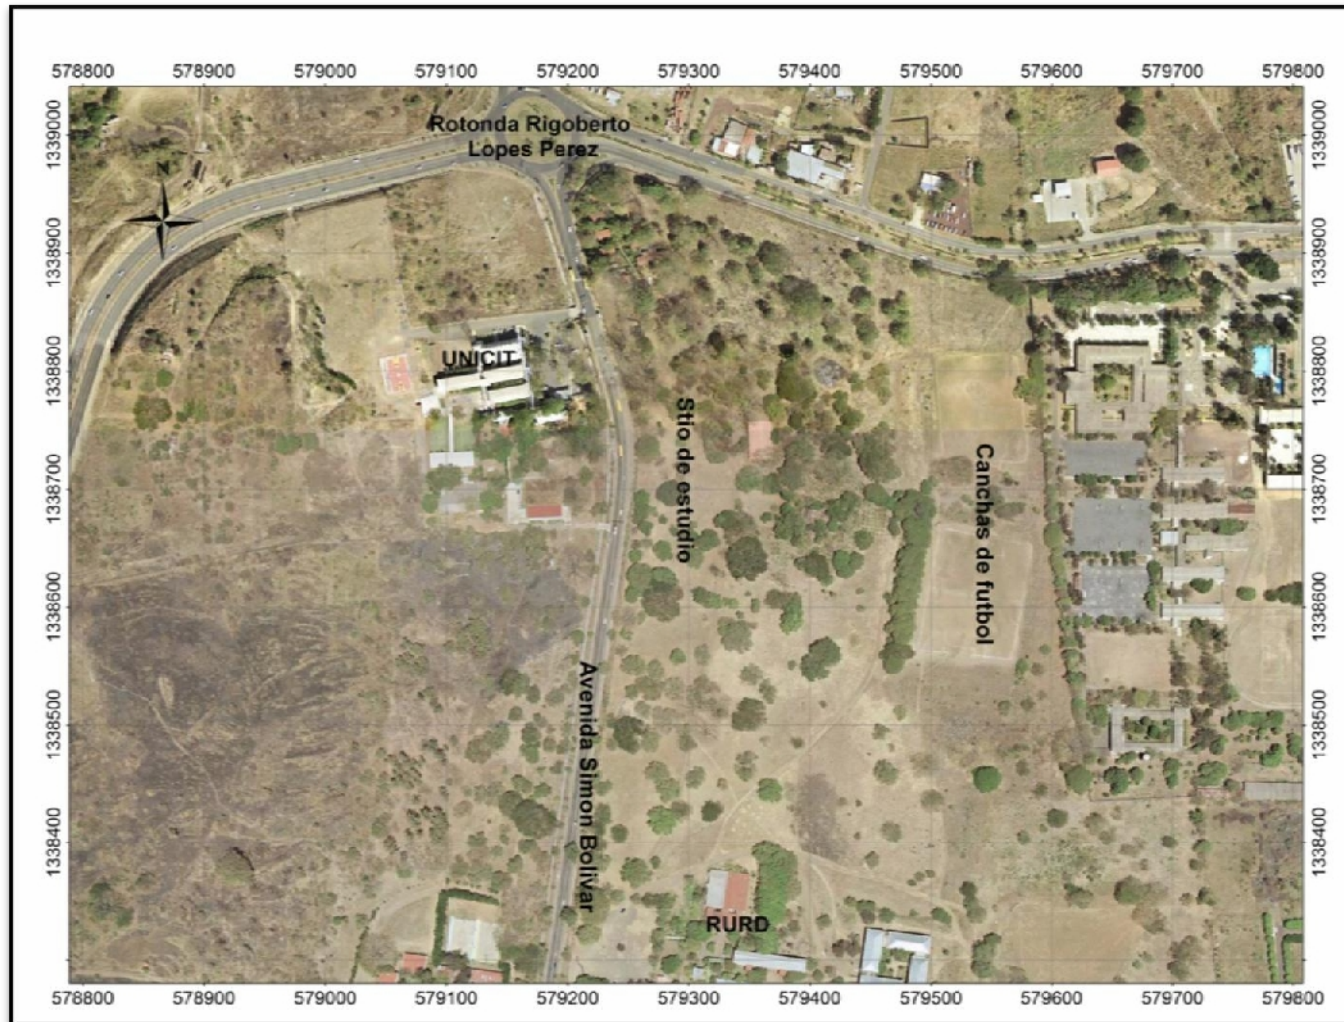 578800 578900 579000 579100 579200 579300 579400 579500 579600 579700 579800
1339000
1338900
1338800
1338700
1338600
1338500
1338400
Rotonda Rigoberto
Lopes Perez
N
UNICIT
Stio de estudio
Canchas de futbol
Avenida Simon Bolivar
RURD
1339000
1338900
1338800
1338700
1338600
1338500
1338400
578800 578900 579000 579100 579200 579300 579400 579500 579600 579700 579800